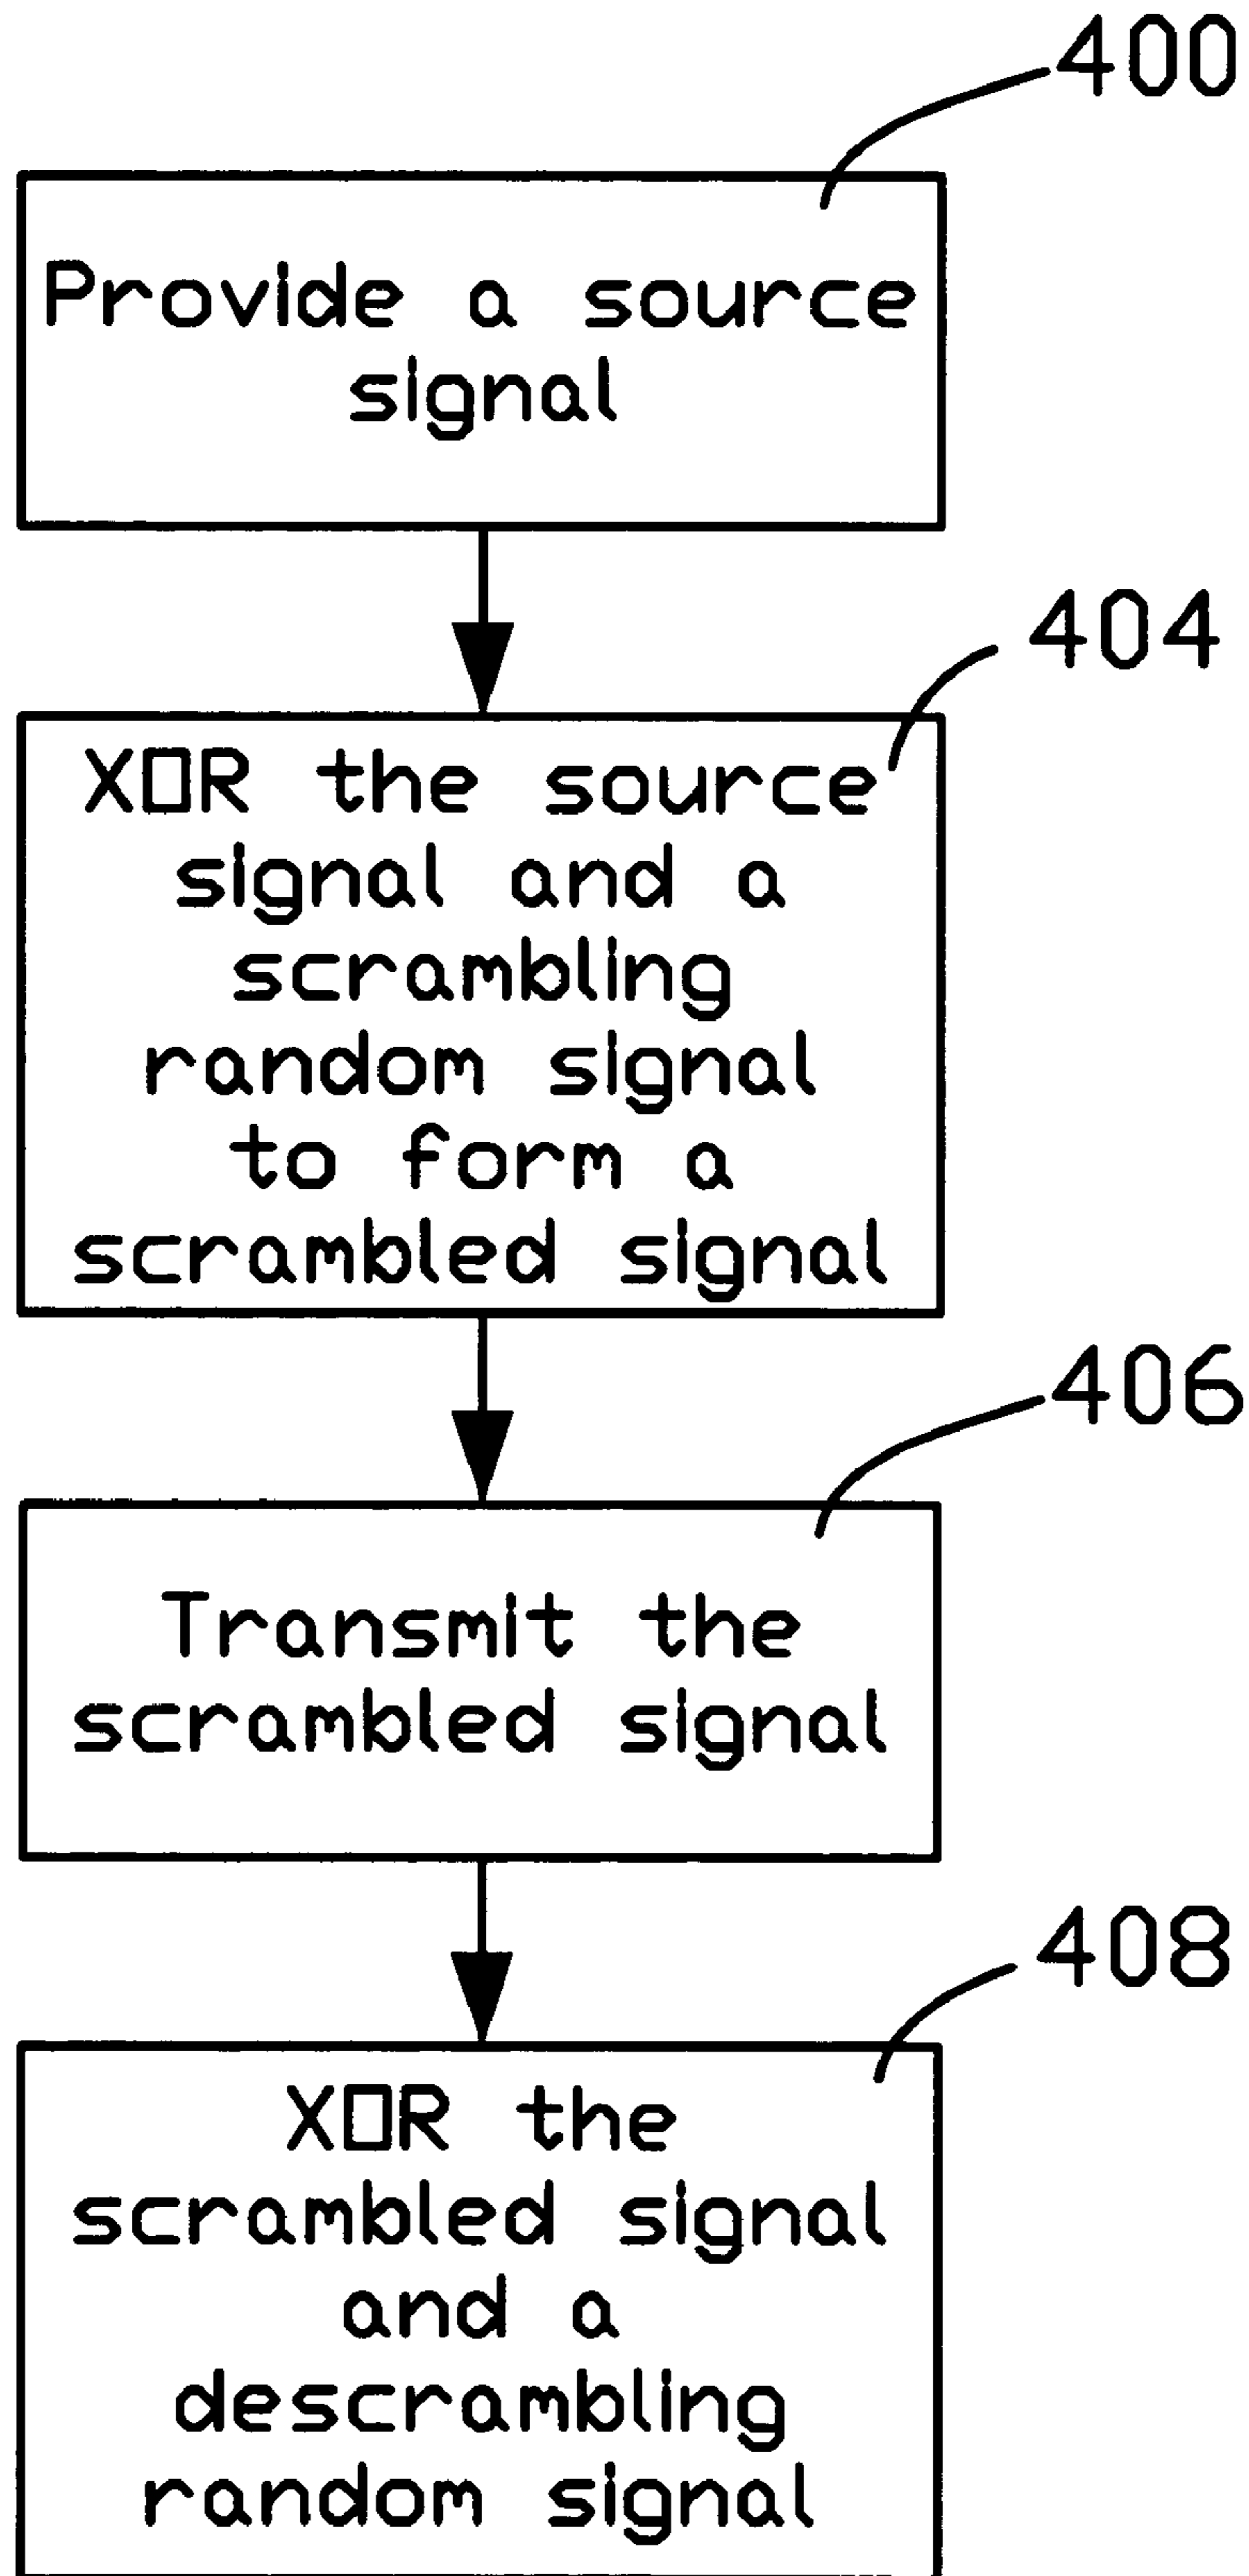 400
Provide a source
signal
404
XOR the source
signal and a
scrambling
random signal
to form a
scrambled signal
406
Transmit the
scrambled signal
408
XOR the
scrambled signal
and a
descrambling
random signal